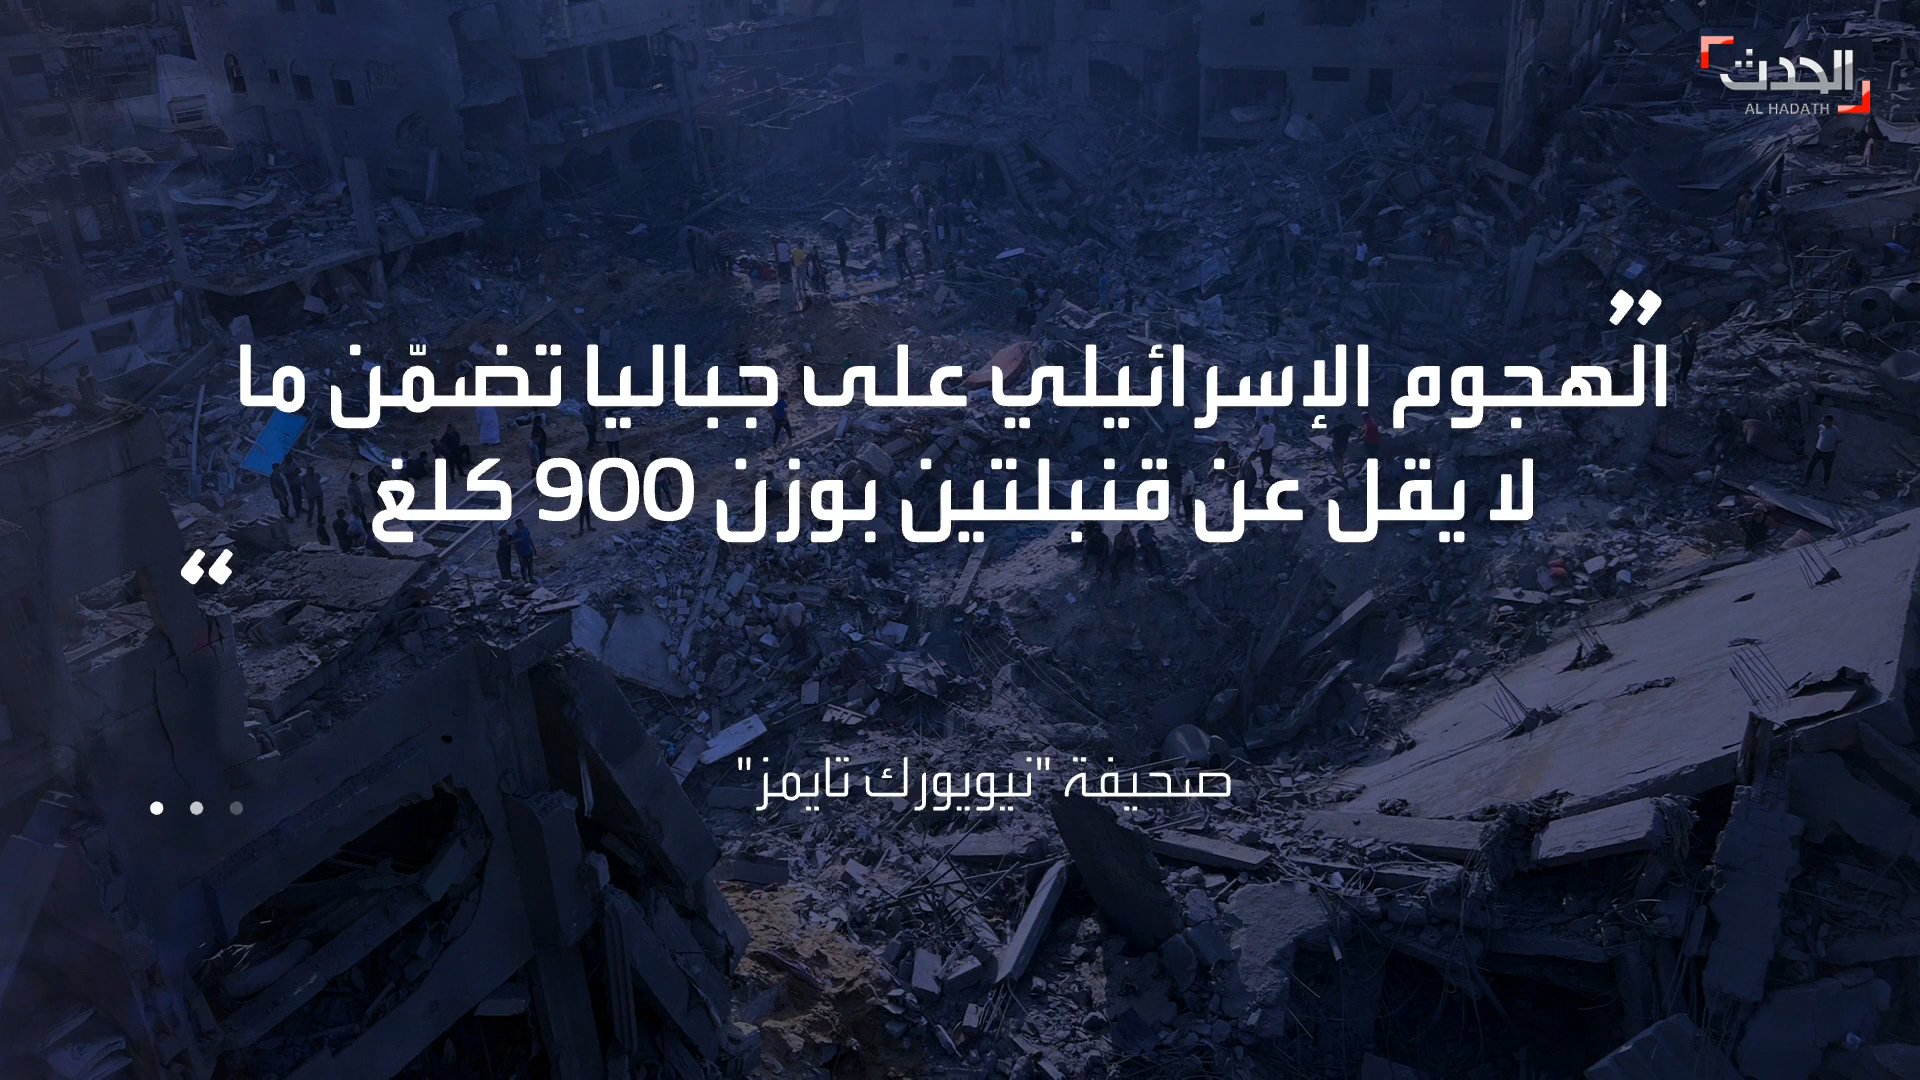 الحدث
AL HADATH
”الهجوم الإسرائيلي على جباليا تضمّن ما
لا يقل عن قنبلتين بوزن 900 كلغ“
صحيفة "نيويورك تايمز"